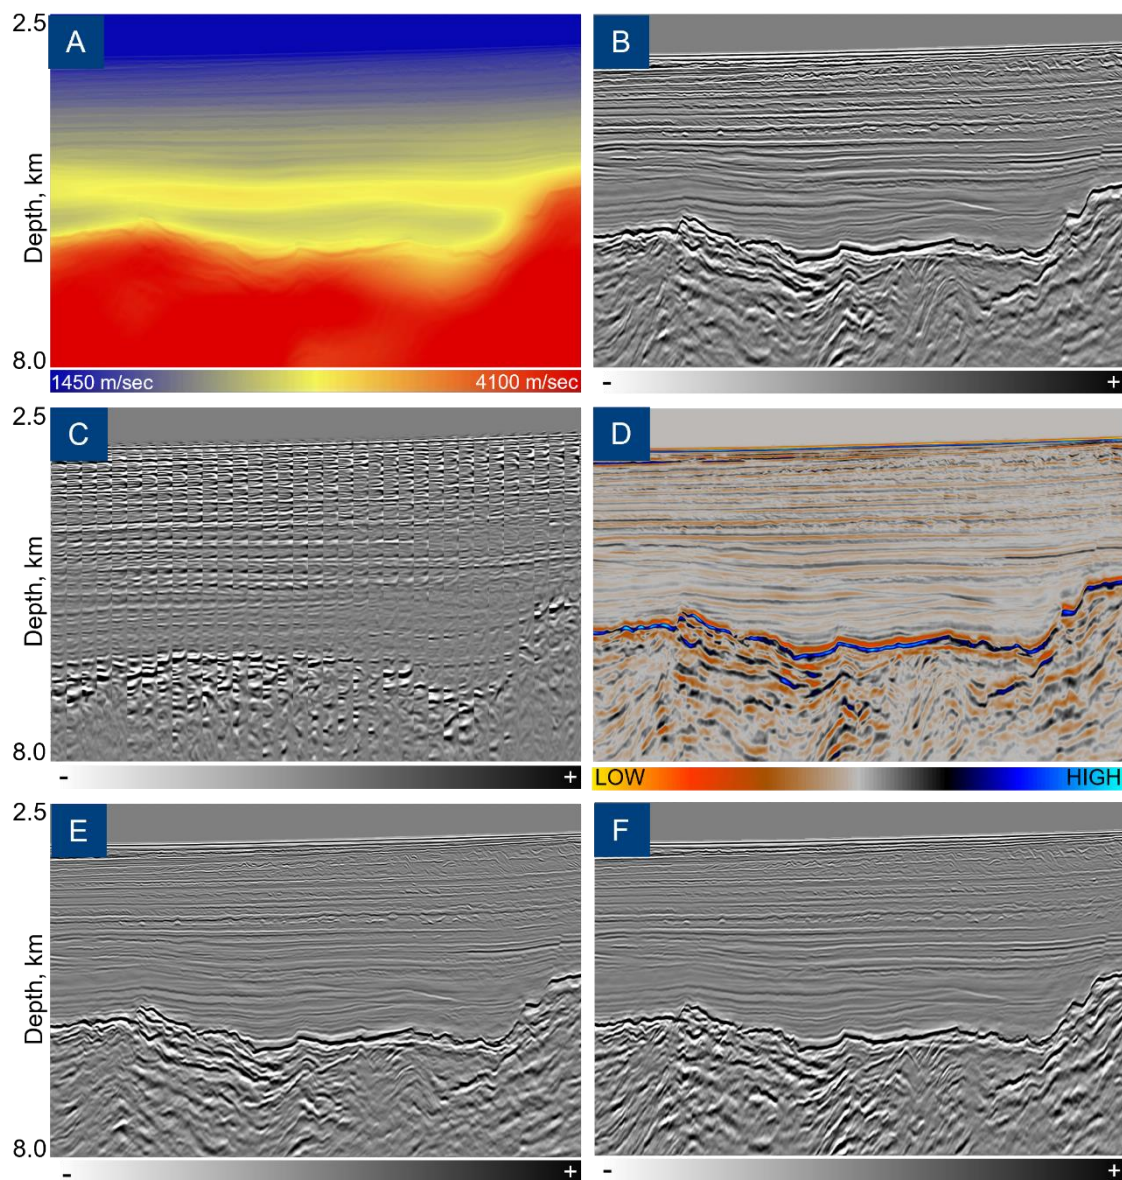 2.5
A
B
Depth, km
8.0
1450 m/sec 4100 m/sec
- +
2.5
C
D
Depth, km
8.0
- +
LOW HIGH
2.5
E
F
Depth, km
8.0
- +
- +